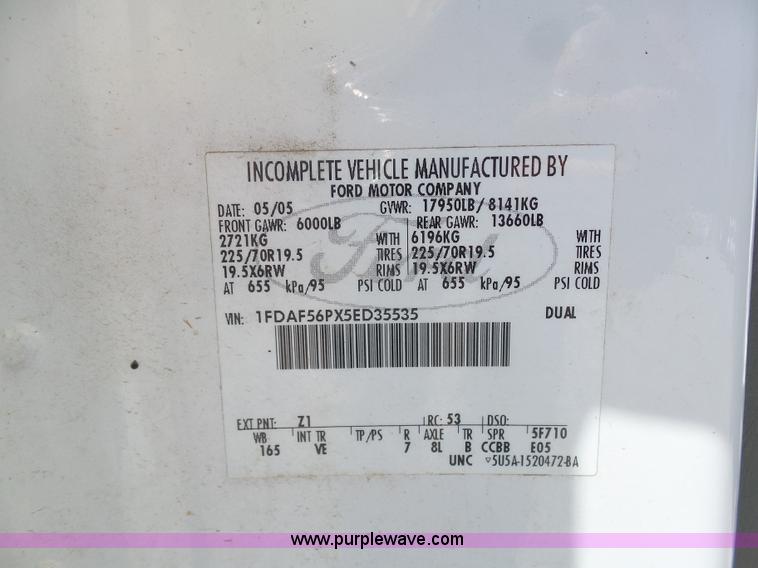 INCOMPLETE VEHICLE MANUFACTURED BY
FORD MOTOR COMPANY
DATE: 05/05 GVWR: 17950LB/ 8141KG
FRONT GAWR: 6000LB REAR GAWR: 13660LB
2721KG WITH 6196KG WITH
225/70R19.5 TIRES 225/70R19.5 TIRES
19.5X6RW RIMS 19.5X6RW RIMS
AT 655 kPa/95 PSI COLD AT 655 kPa/95 PSI COLD
VIN: 1FDAF56PX5ED35535 DUAL
Ford
EXT PNT: Z1 RC: 53 DSO:
WB INT TR TP/PS R AXLE TR SPR 5F710
165 VE 7 8L B CCBB E05
UNC ▽5U5A-1520472-BA
www.purplewave.com